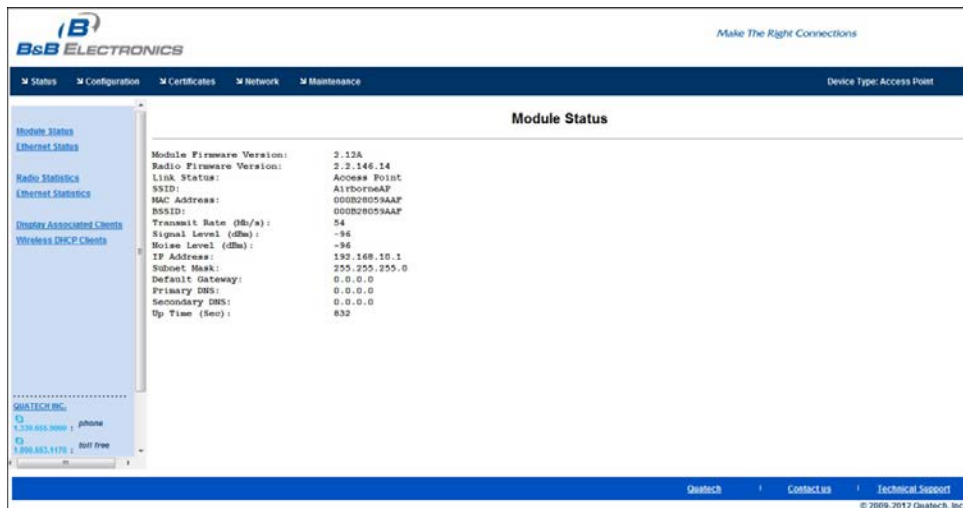 B
B&B ELECTRONICS
Make The Right Connections
Status Configuration Certificates Network Maintenance Device Type: Access Point
Module Status
Module Status
Ethernet Status
Radio Statistics
Ethernet Statistics
Display Associated Clients
Wireless DHCP Clients
Module Firmware Version: 2.12A
Radio Firmware Version: 2.2.146.14
Link Status: Access Point
SSID: AirborneAP
MAC Address: 000B28059AAF
BSSID: 000B28059AAF
Transmit Rate (Mb/s): 54
Signal Level (dBm): -96
Noise Level (dBm): -96
IP Address: 192.168.10.1
Subnet Mask: 255.255.255.0
Default Gateway: 0.0.0.0
Primary DNS: 0.0.0.0
Secondary DNS: 0.0.0.0
Up Time (Sec): 832
QUATECH INC.
: phone
: toll free
Quatech Contact us Technical Support
© 2009-2012 Quatech, Inc